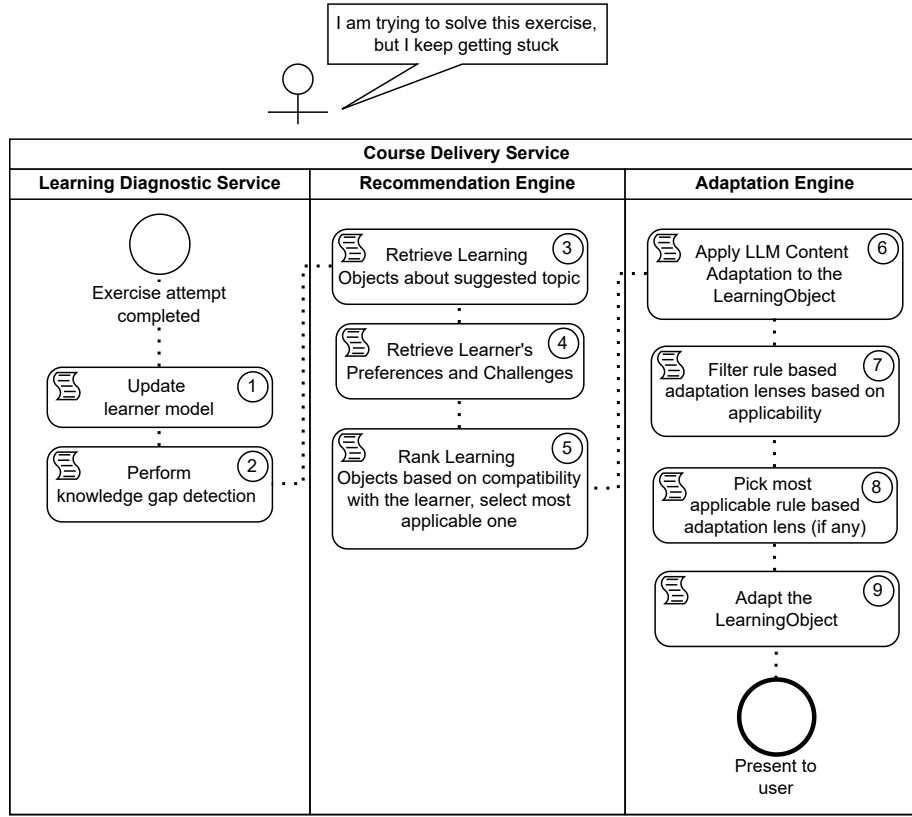 I am trying to solve this exercise,
but I keep getting stuck
Course Delivery Service
Learning Diagnostic Service
Recommendation Engine
Adaptation Engine
Exercise attempt
completed
1
Update
learner model
2
Perform
knowledge gap detection
3
Retrieve Learning
Objects about suggested topic
4
Retrieve Learner's
Preferences and Challenges
5
Rank Learning
Objects based on compatibility
with the learner, select most
applicable one
6
Apply LLM Content
Adaptation to the
LearningObject
7
Filter rule based
adaptation lenses based on
applicability
8
Pick most
applicable rule based
adaptation lens (if any)
9
Adapt the
LearningObject
Present to
user